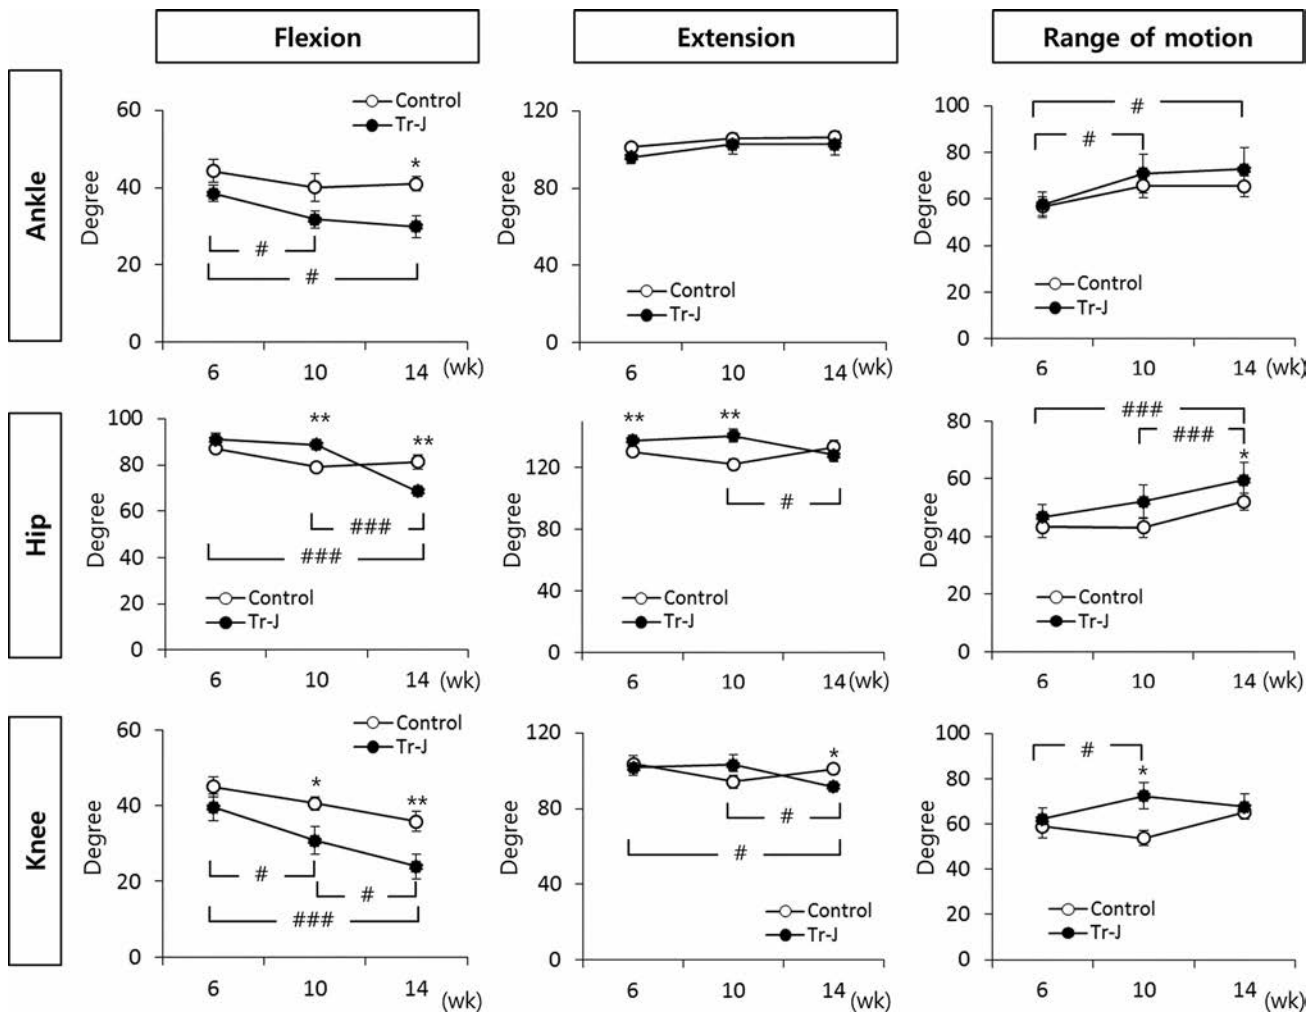 Flexion
Extension
Range of motion
Ankle
Degree
60
40
20
0
Control
Tr-J
*
#
#
6 10 14 (wk)
Degree
120
80
40
0
Control
Tr-J
6 10 14 (wk)
Degree
100
80
60
40
20
0
#
#
Control
Tr-J
6 10 14 (wk)
Hip
Degree
100
80
60
40
20
0
**
**
###
###
Control
Tr-J
6 10 14 (wk)
Degree
120
80
40
0
**
**
#
Control
Tr-J
6 10 14 (wk)
Degree
80
60
40
20
0
###
###
*
Control
Tr-J
6 10 14 (wk)
Knee
Degree
60
40
20
0
Control
Tr-J
*
**
#
#
###
6 10 14 (wk)
Degree
120
80
40
0
*
#
#
Control
Tr-J
6 10 14 (wk)
Degree
100
80
60
40
20
0
#
*
Control
Tr-J
6 10 14 (wk)